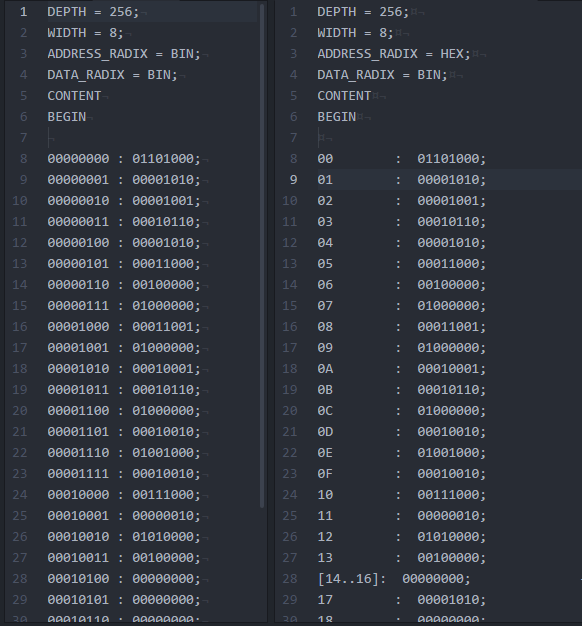 1 DEPTH = 256;
2 WIDTH = 8;
3 ADDRESS_RADIX = BIN;
4 DATA_RADIX = BIN;
5 CONTENT
6 BEGIN
7
8 00000000 : 01101000;
9 00000001 : 00001010;
10 00000010 : 00001001;
11 00000011 : 00010110;
12 00000100 : 00001010;
13 00000101 : 00011000;
14 00000110 : 00100000;
15 00000111 : 01000000;
16 00001000 : 00011001;
17 00001001 : 01000000;
18 00001010 : 00010001;
19 00001011 : 00010110;
20 00001100 : 01000000;
21 00001101 : 00010010;
22 00001110 : 01001000;
23 00001111 : 00010010;
24 00010000 : 00111000;
25 00010001 : 00000010;
26 00010010 : 01010000;
27 00010011 : 00100000;
28 00010100 : 00000000;
29 00010101 : 00000000;
30 00010110 : 00000000;
1 DEPTH = 256;
2 WIDTH = 8;
3 ADDRESS_RADIX = HEX;
4 DATA_RADIX = BIN;
5 CONTENT
6 BEGIN
7
8 00 : 01101000;
9 01 : 00001010;
10 02 : 00001001;
11 03 : 00010110;
12 04 : 00001010;
13 05 : 00011000;
14 06 : 00100000;
15 07 : 01000000;
16 08 : 00011001;
17 09 : 01000000;
18 0A : 00010001;
19 0B : 00010110;
20 0C : 01000000;
21 0D : 00010010;
22 0E : 01001000;
23 0F : 00010010;
24 10 : 00111000;
25 11 : 00000010;
26 12 : 01010000;
27 13 : 00100000;
28 [14..16]: 00000000;
29 17 : 00001010;
30 18 : 00000000;